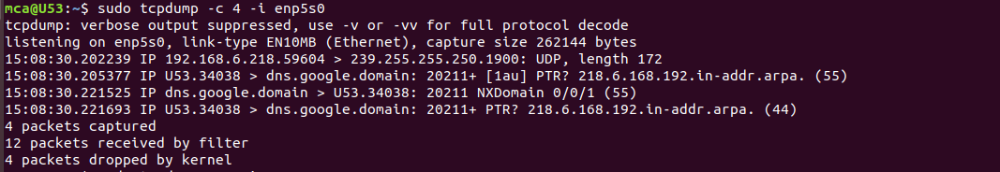 mca@U53:~$ sudo tcpdump -c 4 -i enp5s0
tcpdump: verbose output suppressed, use -v or -vv for full protocol decode
listening on enp5s0, link-type EN10MB (Ethernet), capture size 262144 bytes
15:08:30.202239 IP 192.168.6.218.59604 > 239.255.255.250.1900: UDP, length 172
15:08:30.205377 IP U53.34038 > dns.google.domain: 20211+ [1au] PTR? 218.6.168.192.in-addr.arpa. (55)
15:08:30.221525 IP dns.google.domain > U53.34038: 20211 NXDomain 0/0/1 (55)
15:08:30.221693 IP U53.34038 > dns.google.domain: 20211+ PTR? 218.6.168.192.in-addr.arpa. (44)
4 packets captured
12 packets received by filter
4 packets dropped by kernel